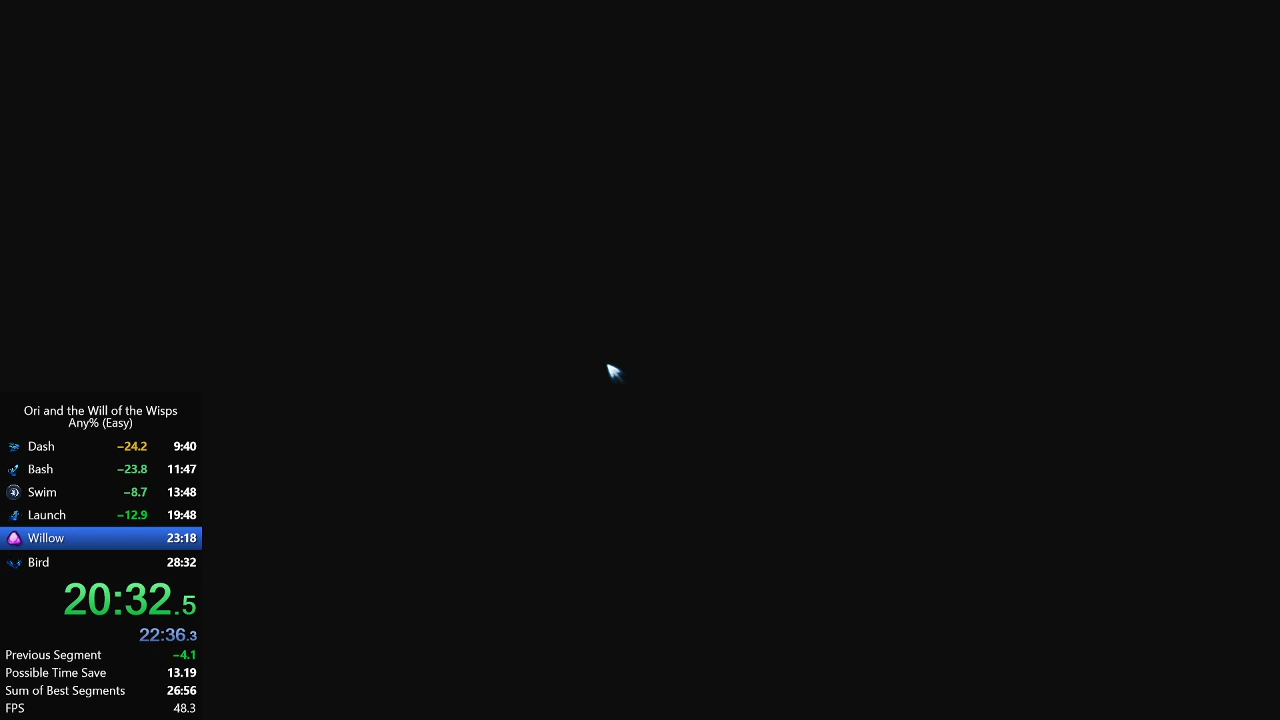 Ori and the Will of the Wisps
Any% (Easy)
Dash −24.2 9:40
Bash −23.8 11:47
Swim −8.7 13:48
Launch −12.9 19:48
Willow 23:18
Bird 28:32
20:32.5
22:36.3
Previous Segment −4.1
Possible Time Save 13.19
Sum of Best Segments 26:56
FPS 48.3